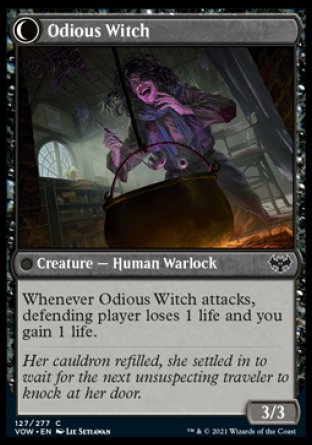 Odious Witch
Creature — Human Warlock
Whenever Odious Witch attacks,
defending player loses 1 life and you
gain 1 life.
Her cauldron refilled, she settled in to
wait for the next unsuspecting traveler to
knock at her door.
3/3
127/277 C
VOW • EN Lie Setiawan
™ & © 2021 Wizards of the Coast